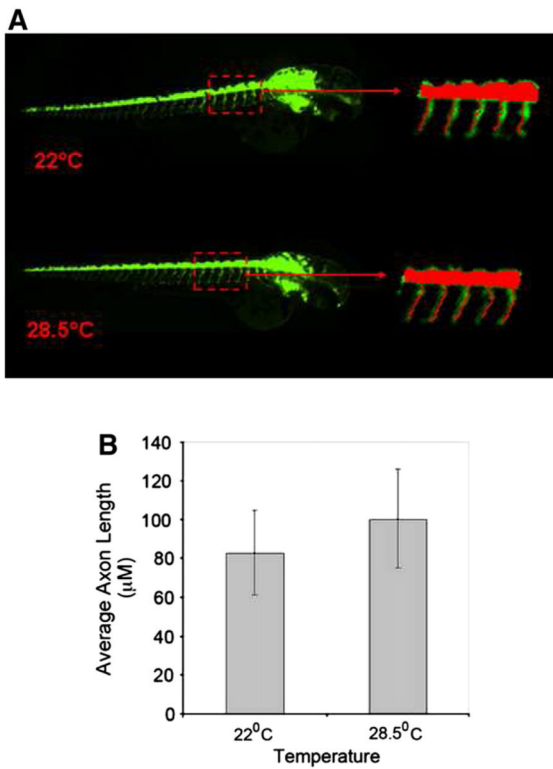 A
22°C
28.5°C
B
140
120
100
80
60
40
20
0
Average Axon Length
(µM)
22⁰C
28.5⁰C
Temperature